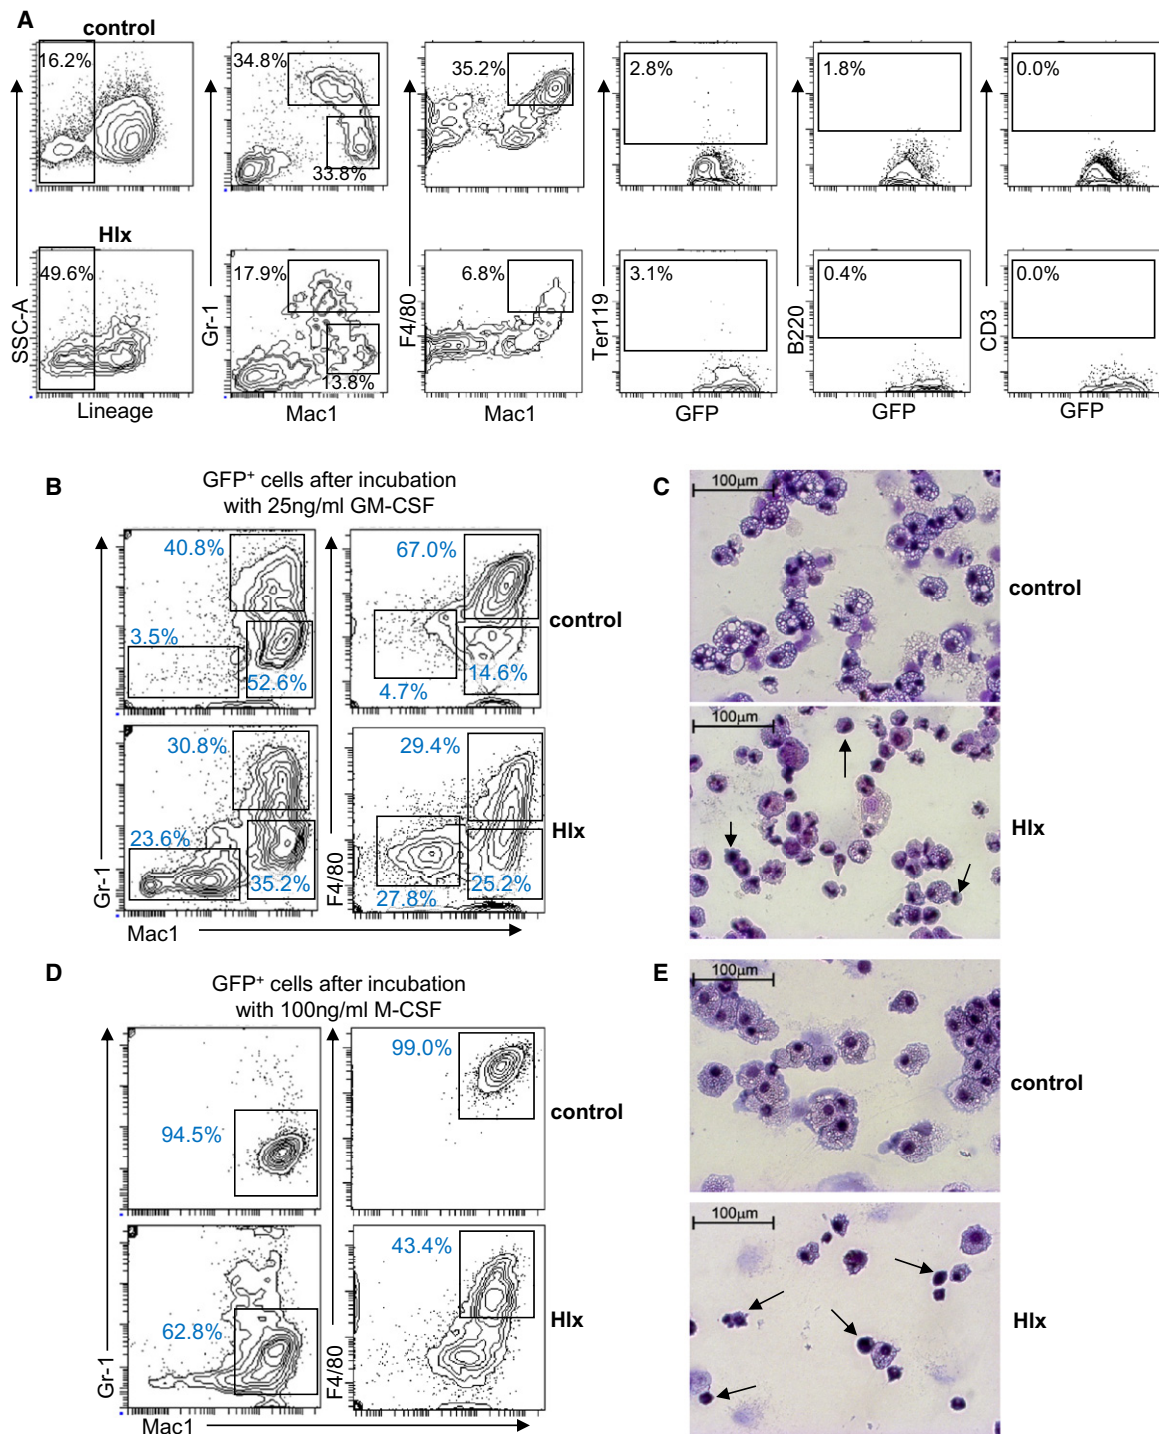 A
control
16.2%
34.8%
33.8%
35.2%
2.8%
1.8%
0.0%
SSC-A
Gr-1
F4/80
Ter119
B220
CD3
Hlx
49.6%
17.9%
13.8%
6.8%
3.1%
0.4%
0.0%
Lineage
Mac1
Mac1
GFP
GFP
GFP
B
GFP+ cells after incubation
with 25ng/ml GM-CSF
40.8%
3.5%
52.6%
67.0%
4.7%
14.6%
control
30.8%
23.6%
35.2%
29.4%
27.8%
25.2%
Hlx
Gr-1
F4/80
Mac1
C
100μm
control
100μm
Hlx
D
GFP+ cells after incubation
with 100ng/ml M-CSF
94.5%
99.0%
control
62.8%
43.4%
Hlx
Gr-1
F4/80
Mac1
E
100μm
control
100μm
Hlx